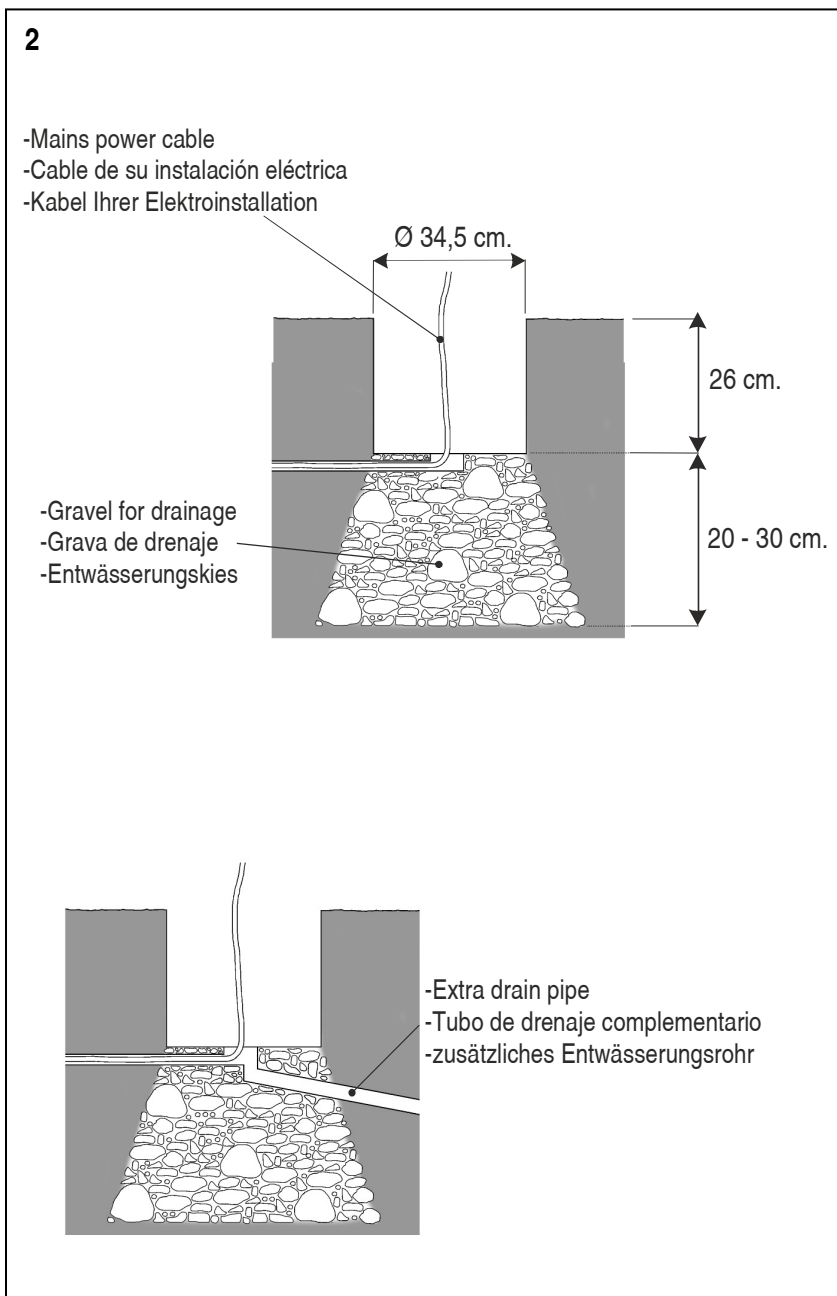 2
-Mains power cable
-Cable de su instalación eléctrica
-Kabel Ihrer Elektroinstallation
Ø 34,5 cm.
26 cm.
-Gravel for drainage
-Grava de drenaje
-Entwässerungskies
20 - 30 cm.
-Extra drain pipe
-Tubo de drenaje complementario
-zusätzliches Entwässerungsrohr